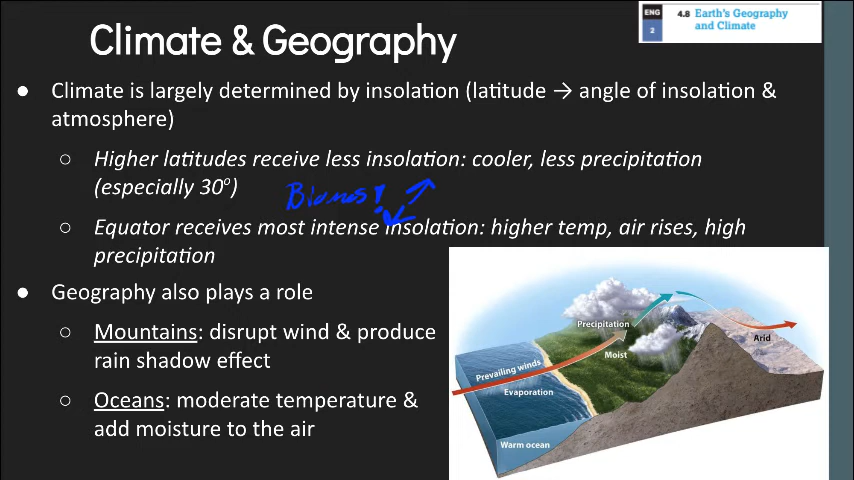 Climate & Geography
ENG
2
4.8 Earth's Geography
and Climate
● Climate is largely determined by insolation (latitude → angle of insolation &
atmosphere)
○ Higher latitudes receive less insolation: cooler, less precipitation
(especially 30º)
Biomes!
○ Equator receives most intense insolation: higher temp, air rises, high
precipitation
● Geography also plays a role
○ Mountains: disrupt wind & produce
rain shadow effect
○ Oceans: moderate temperature &
add moisture to the air
Precipitation
Arid
Moist
Prevailing winds
Evaporation
Warm ocean